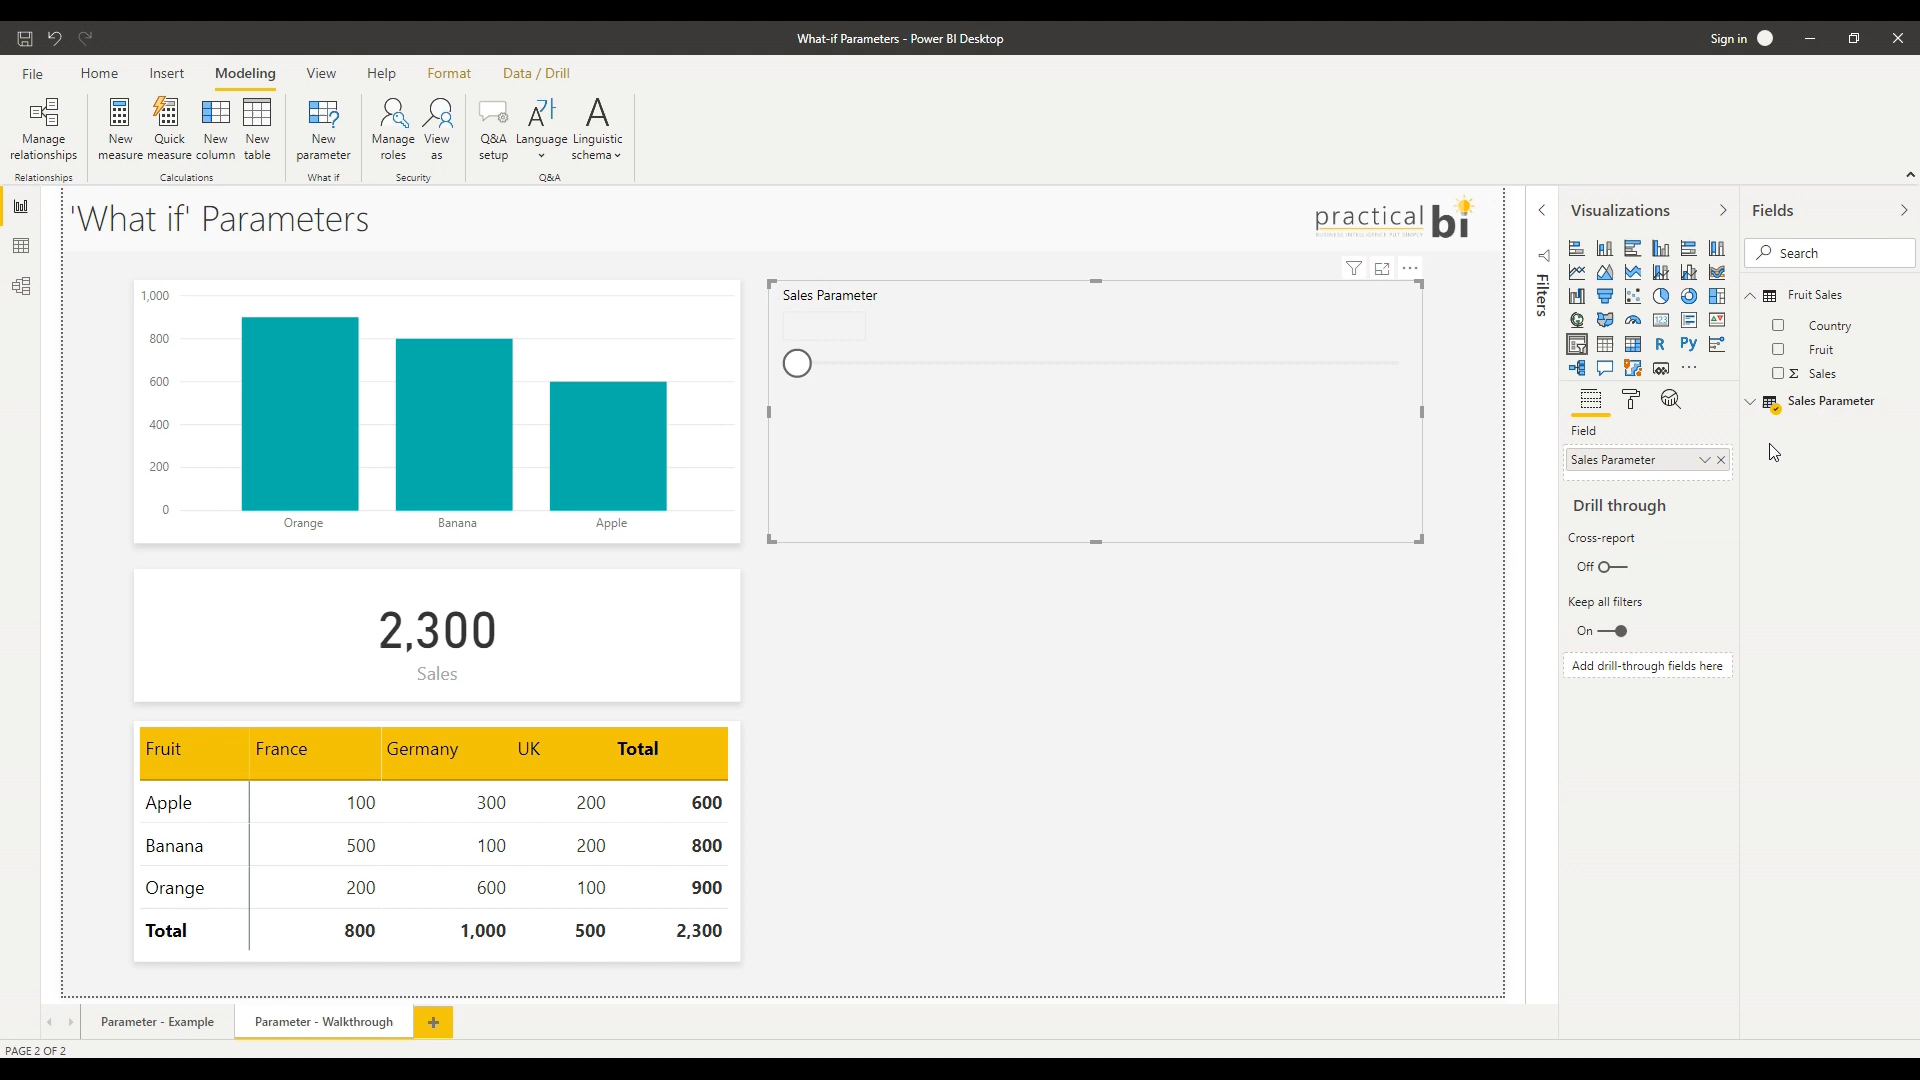 What-if Parameters - Power BI Desktop
Sign in
File Home Insert Modeling View Help Format Data / Drill
Manage relationships
New measure
Quick measure
New column
New table
New parameter
Manage roles
View as
Q&A setup
Language
Linguistic schema
Relationships
Calculations
What if
Security
Q&A
'What if' Parameters
practical bi
1,000
800
600
400
200
0
Orange Banana Apple
2,300
Sales
Fruit France Germany UK Total
Apple 100 300 200 600
Banana 500 100 200 800
Orange 200 600 100 900
Total 800 1,000 500 2,300
Sales Parameter
Filters
Visualizations
R Py
123
Field
Sales Parameter
Drill through
Cross-report
Off
Keep all filters
On
Add drill-through fields here
Fields
Search
Fruit Sales
Country
Fruit
Σ Sales
Sales Parameter
Parameter - Example
Parameter - Walkthrough
PAGE 2 OF 2